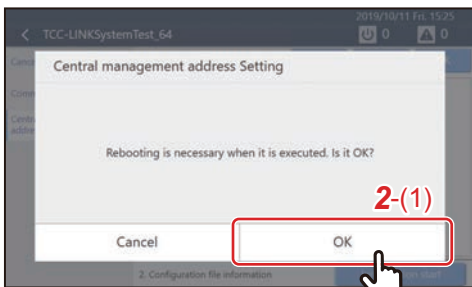 2019/10/11 Fri. 15:25
TCC-LINKSystemTest_64
0
0
Central management address Setting
Rebooting is necessary when it is executed. Is it OK?
2-(1)
Cancel
OK
2. Configuration file information